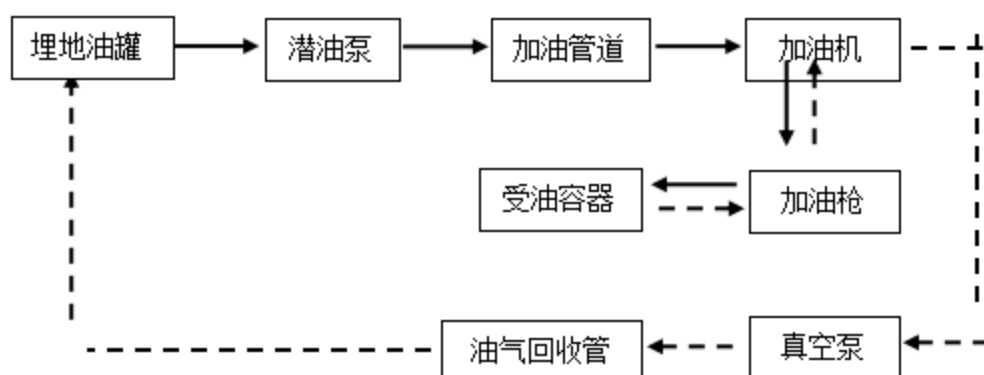 埋地油罐
潜油泵
加油管道
加油机
受油容器
加油枪
油气回收管
真空泵